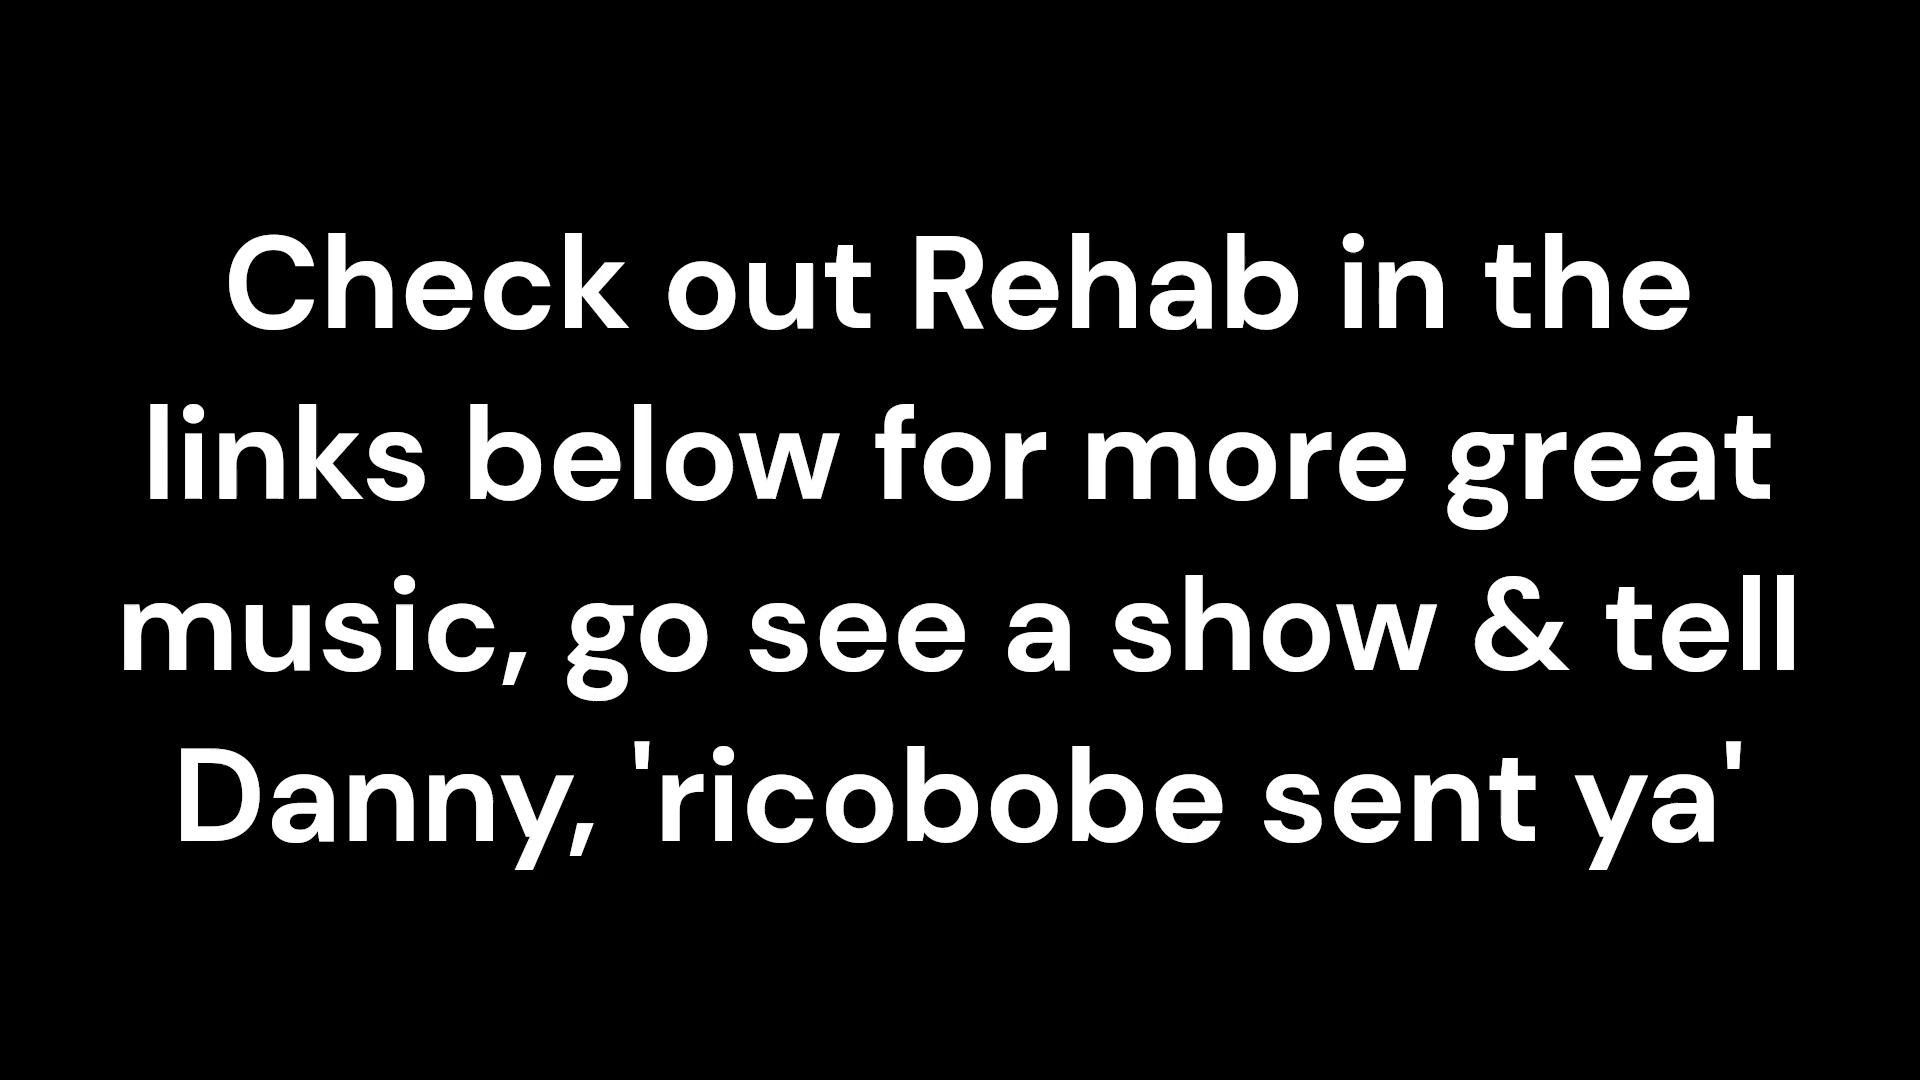 Check out Rehab in the
links below for more great
music, go see a show & tell
Danny, 'ricobobe sent ya'